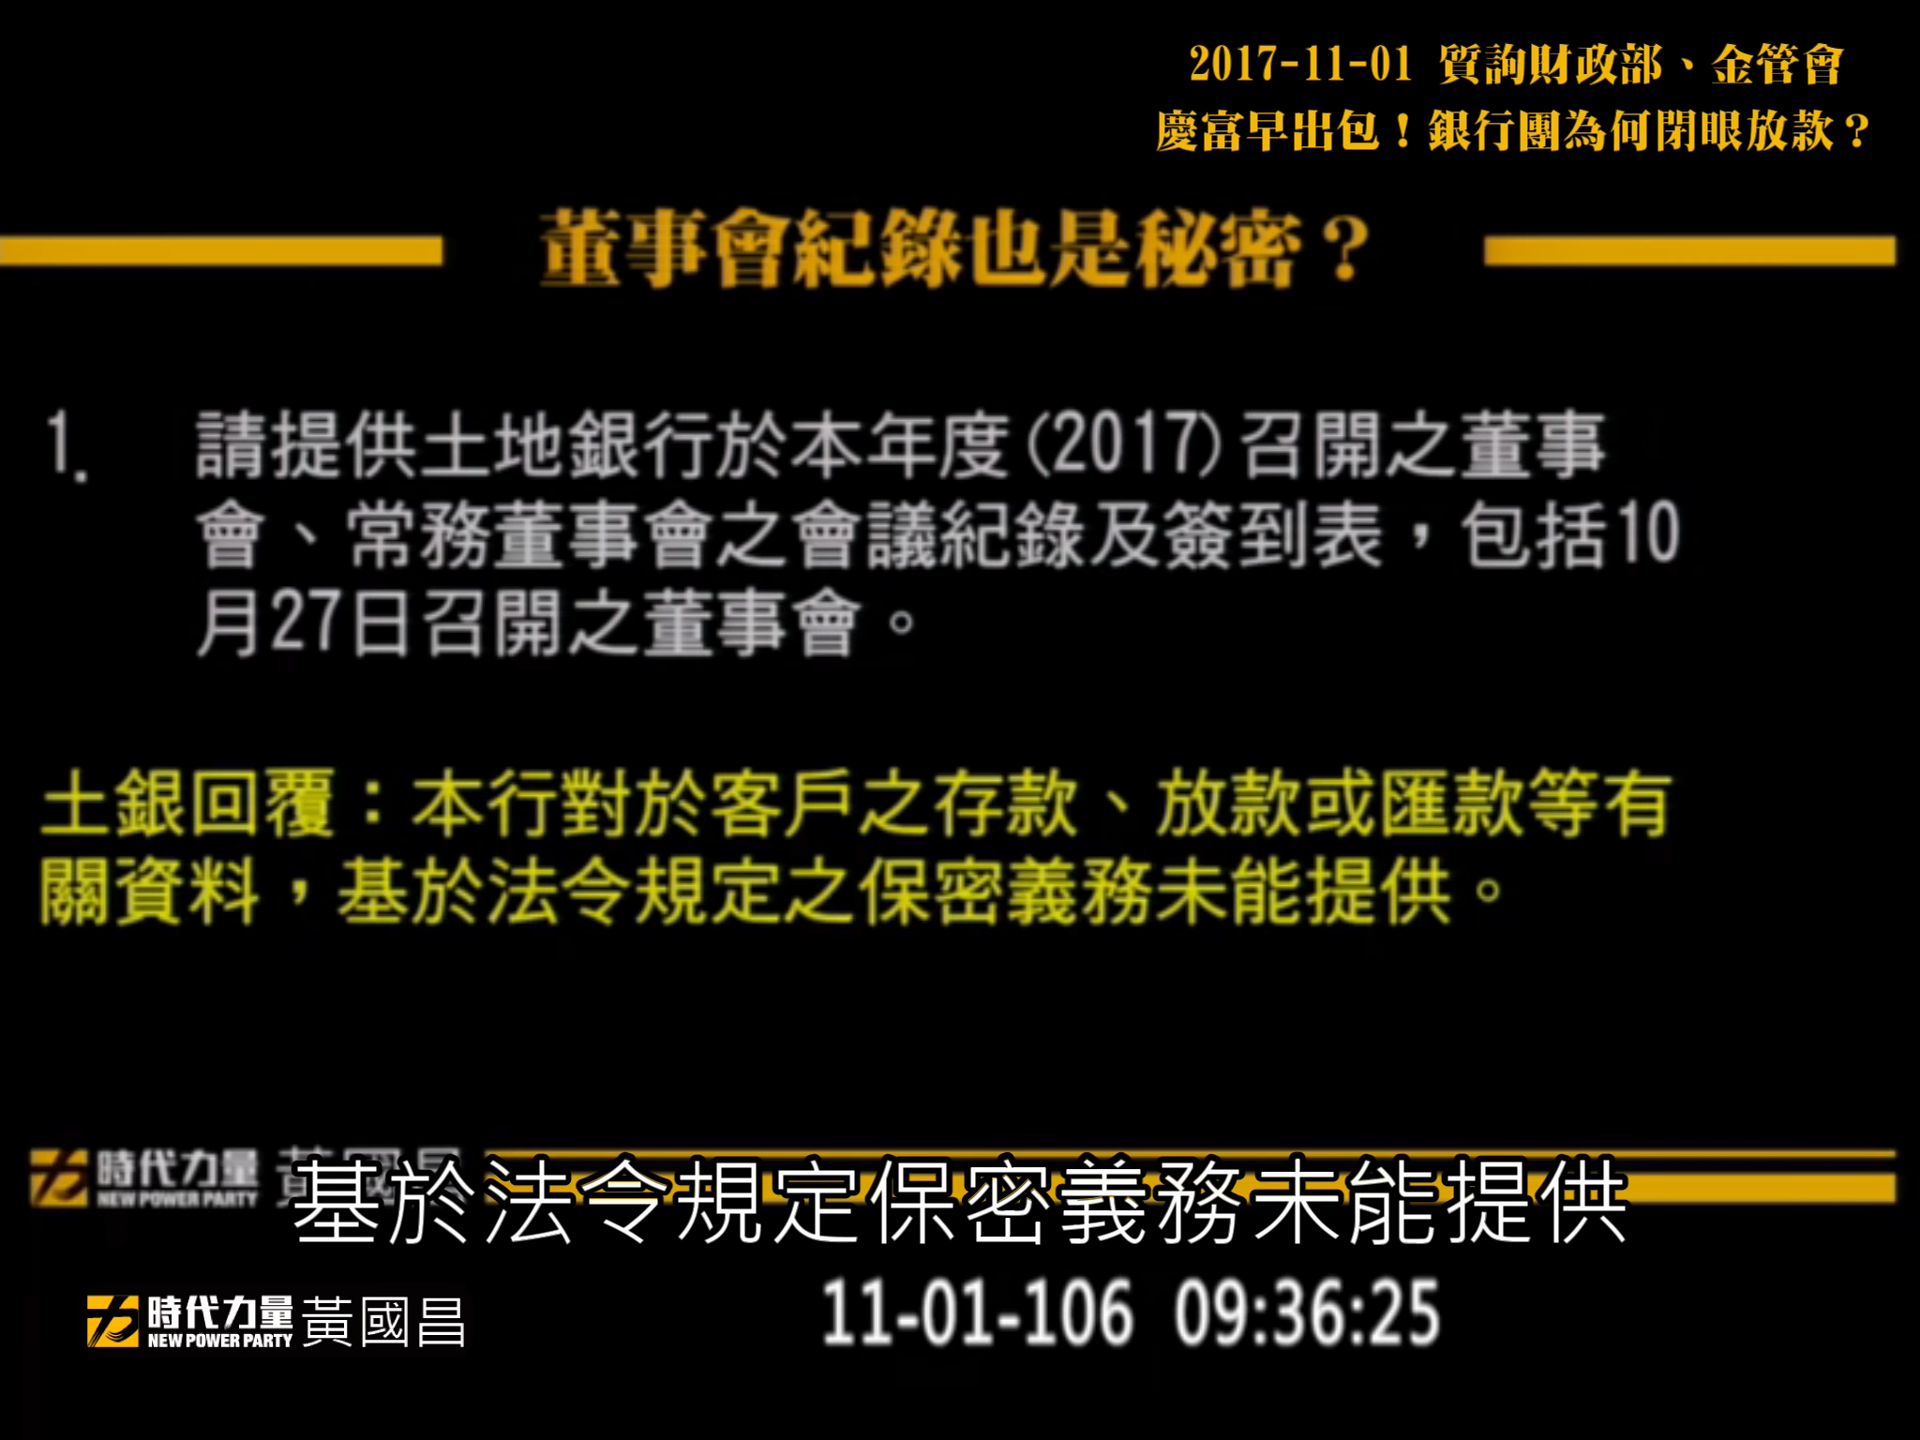 2017-11-01 質詢財政部、金管會
慶富早出包！銀行團為何閉眼放款？
董事會紀錄也是秘密？
1. 請提供土地銀行於本年度(2017)召開之董事
會、常務董事會之會議紀錄及簽到表，包括10
月27日召開之董事會。
土銀回覆：本行對於客戶之存款、放款或匯款等有
關資料，基於法令規定之保密義務未能提供。
時代力量 黃國昌
NEW POWER PARTY
基於法令規定保密義務未能提供
時代力量 黃國昌
NEW POWER PARTY
11-01-106 09:36:25